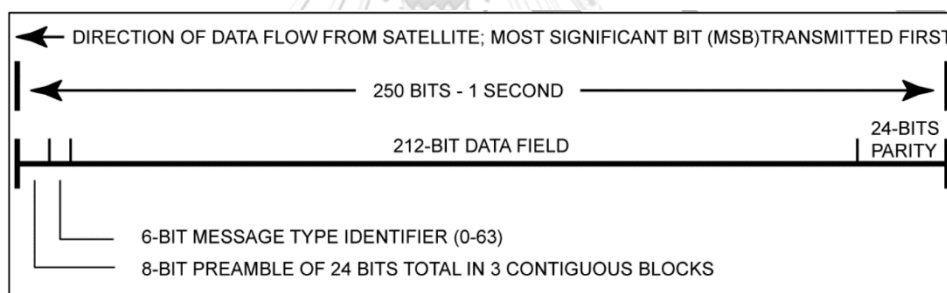 DIRECTION OF DATA FLOW FROM SATELLITE; MOST SIGNIFICANT BIT (MSB)TRANSMITTED FIRST
250 BITS - 1 SECOND
212-BIT DATA FIELD
24-BITS
PARITY
6-BIT MESSAGE TYPE IDENTIFIER (0-63)
8-BIT PREAMBLE OF 24 BITS TOTAL IN 3 CONTIGUOUS BLOCKS